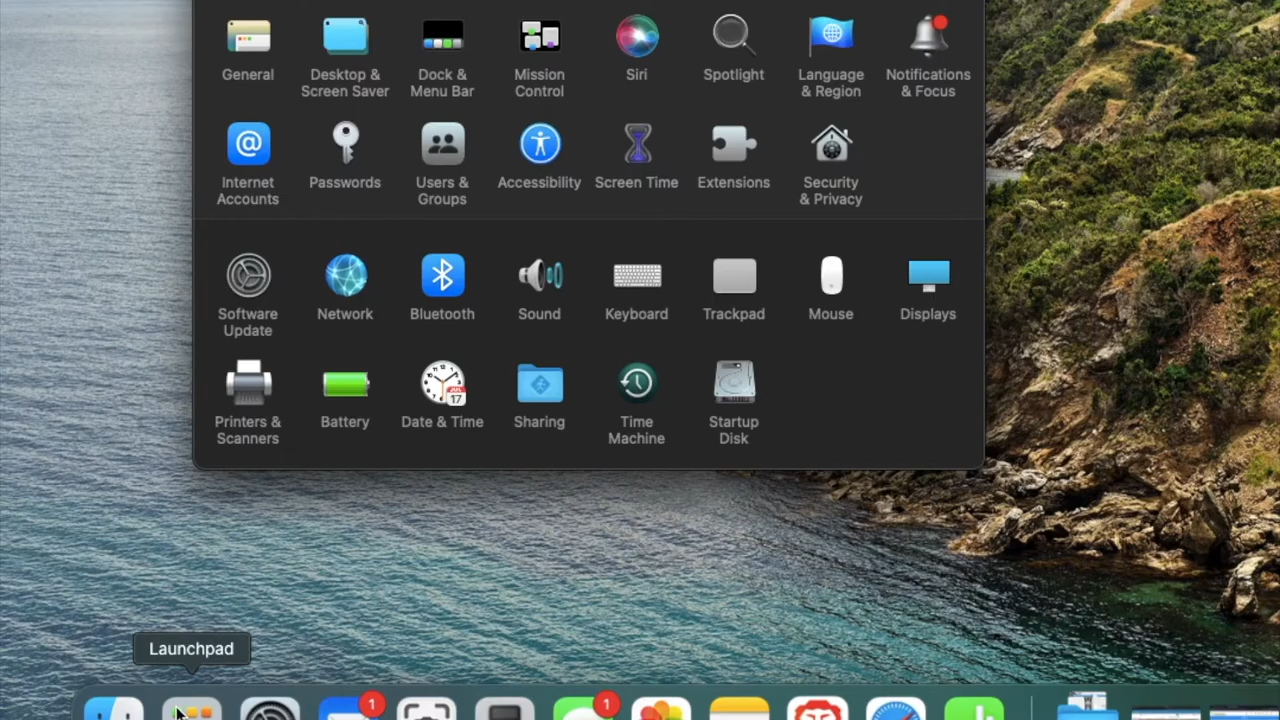 General
Desktop &
Screen Saver
Dock &
Menu Bar
Mission
Control
Siri
Spotlight
Language
& Region
Notifications
& Focus
Internet
Accounts
Passwords
Users &
Groups
Accessibility
Screen Time
Extensions
Security
& Privacy
Software
Update
Network
Bluetooth
Sound
Keyboard
Trackpad
Mouse
Displays
Printers &
Scanners
Battery
JUL
17
Date & Time
Sharing
Time
Machine
Startup
Disk
Launchpad
1
1